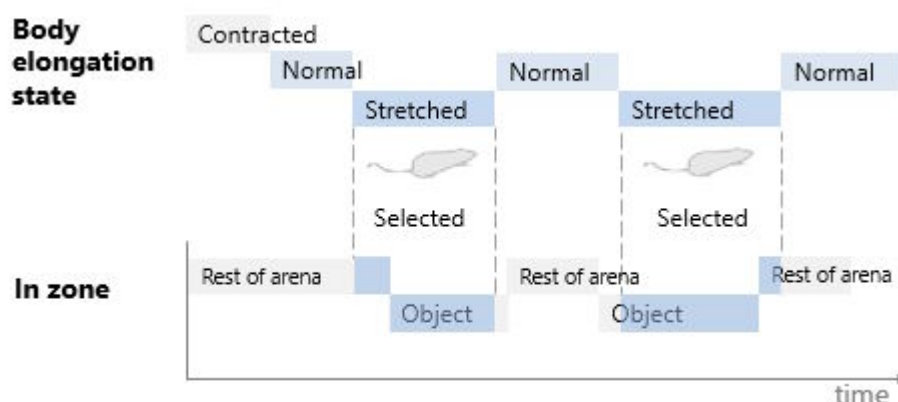 Body elongation state
Contracted
Normal
Normal
Normal
Stretched
Stretched
Selected
Selected
In zone
Rest of arena
Rest of arena
Rest of arena
Object
Object
time